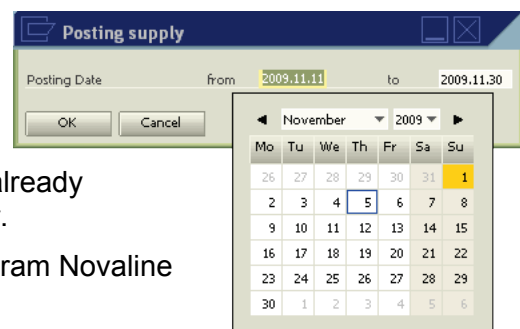 Posting supply
Posting Date from 2009.11.11 to 2009.11.30
OK Cancel
November 2009
Mo Tu We Th Fr Sa Su
26 27 28 29 30 31 1
2 3 4 5 6 7 8
9 10 11 12 13 14 15
16 17 18 19 20 21 22
23 24 25 26 27 28 29
30 1 2 3 4 5 6
already
.
ram Novaline